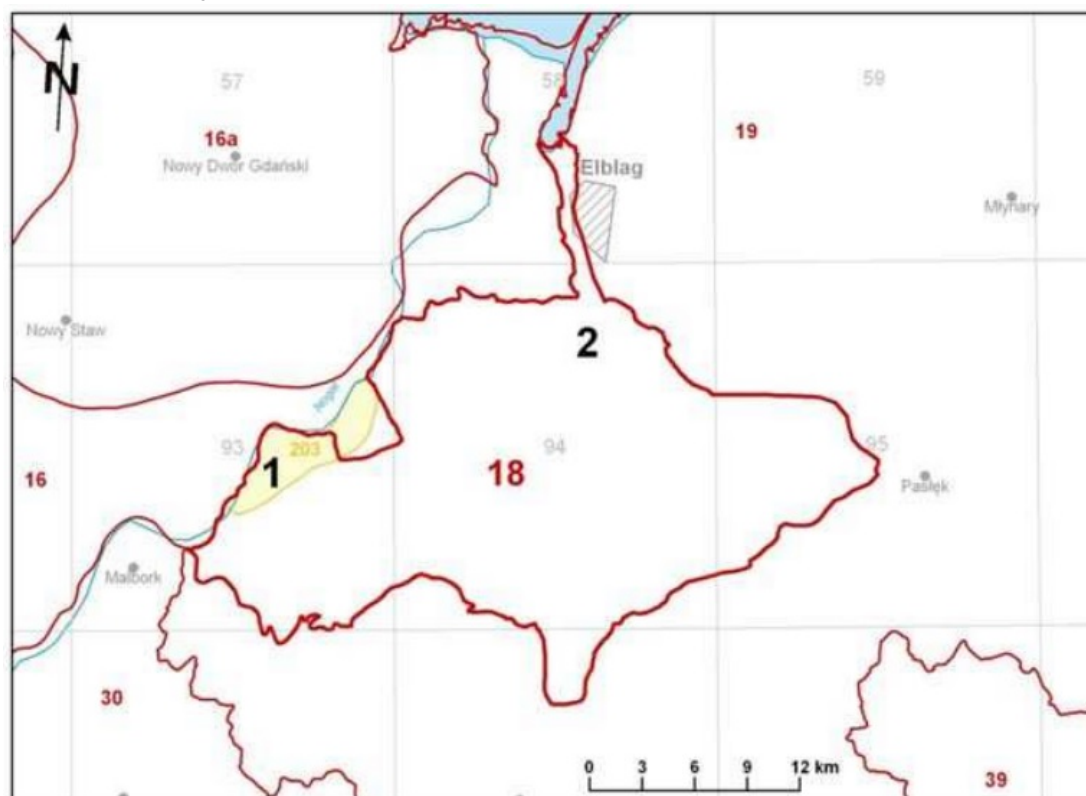 N
57
58
59
16a
19
Nowy Dwór Gdański
Elbląg
Młynary
Nowy Staw
2
Nogat
93
203
94
95
1
18
16
Pasłęk
Malbork
30
0 3 6 9 12 km
39